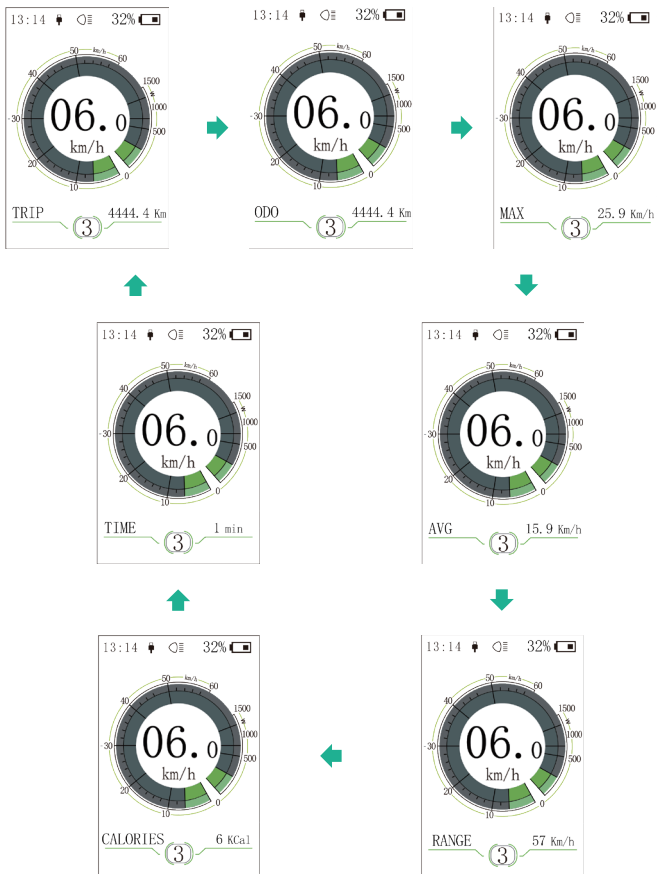 13:14 32%
50 km/h 60
40 1500
W
30 1000
500
06.0
km/h
20
10 0
TRIP 4444.4 Km
3
13:14 32%
50 km/h 60
40 1500
W
30 1000
500
06.0
km/h
20
10 0
ODO 4444.4 Km
3
13:14 32%
50 km/h 60
40 1500
W
30 1000
500
06.0
km/h
20
10 0
MAX 25.9 Km/h
3
13:14 32%
50 km/h 60
40 1500
W
30 1000
500
06.0
km/h
20
10 0
TIME 1 min
3
13:14 32%
50 km/h 60
40 1500
W
30 1000
500
06.0
km/h
20
10 0
AVG 15.9 Km/h
3
13:14 32%
50 km/h 60
40 1500
W
30 1000
500
06.0
km/h
20
10 0
CALORIES 6 KCal
3
13:14 32%
50 km/h 60
40 1500
W
30 1000
500
06.0
km/h
20
10 0
RANGE 57 Km/h
3